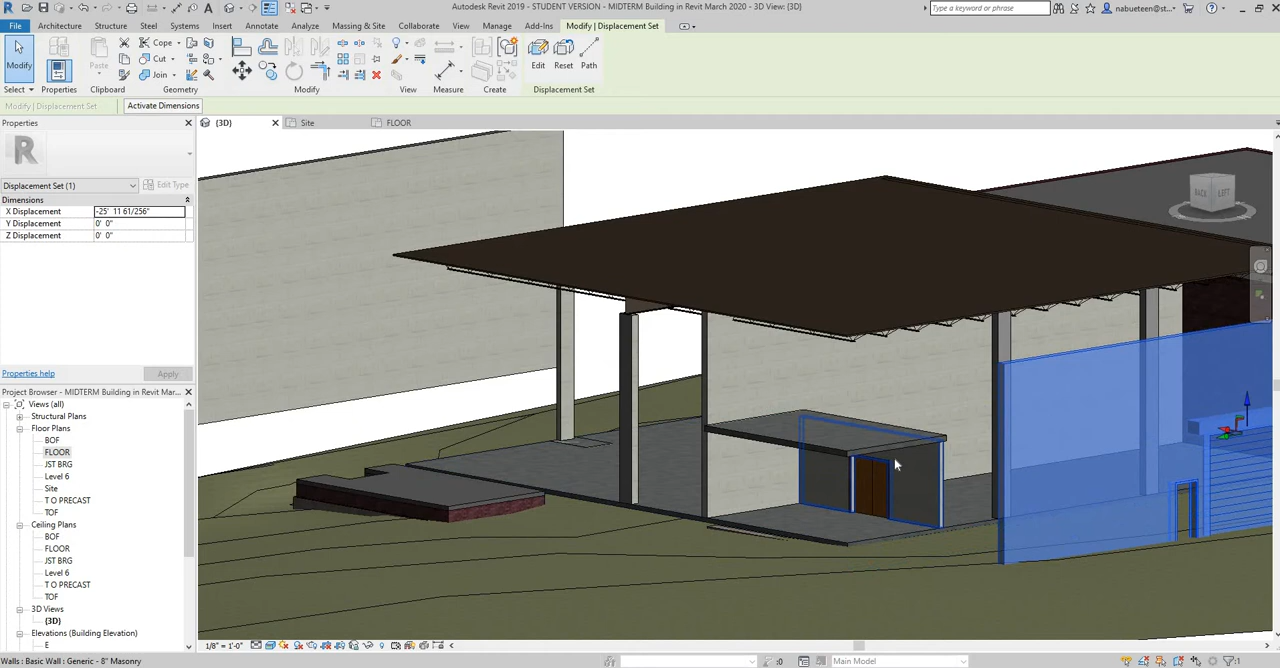 Autodesk Revit 2019 - STUDENT VERSION - MIDTERM Building in Revit March 2020 - 3D View: {3D}
Type a keyword or phrase
nabueteen@st...
File Architecture Structure Steel Systems Insert Annotate Analyze Massing & Site Collaborate View Manage Add-Ins Modify | Displacement Set
Modify
Paste
Cope
Cut
Join
Edit Reset Path
Select Properties Clipboard Geometry Modify View Measure Create Displacement Set
Modify | Displacement Set Activate Dimensions
Properties
{3D} Site FLOOR
R
Displacement Set (1) Edit Type
Dimensions
X Displacement -25' 11 61/256"
Y Displacement 0' 0"
Z Displacement 0' 0"
BACK LEFT
Properties help Apply
Project Browser - MIDTERM Building in Revit Mar...
Views (all)
Structural Plans
Floor Plans
BOF
FLOOR
JST BRG
Level 6
Site
T O PRECAST
TOF
Ceiling Plans
BOF
FLOOR
JST BRG
Level 6
T O PRECAST
TOF
3D Views
{3D}
Elevations (Building Elevation)
E
1/8" = 1'-0"
Walls : Basic Wall : Generic - 8" Masonry
:0
Main Model
:1